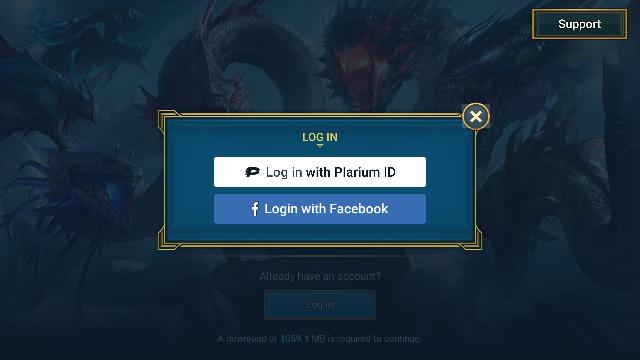 Support
LOG IN
Log in with Plarium ID
Login with Facebook
Already have an account?
Log In
A download of 1059.1 MB is required to continue.